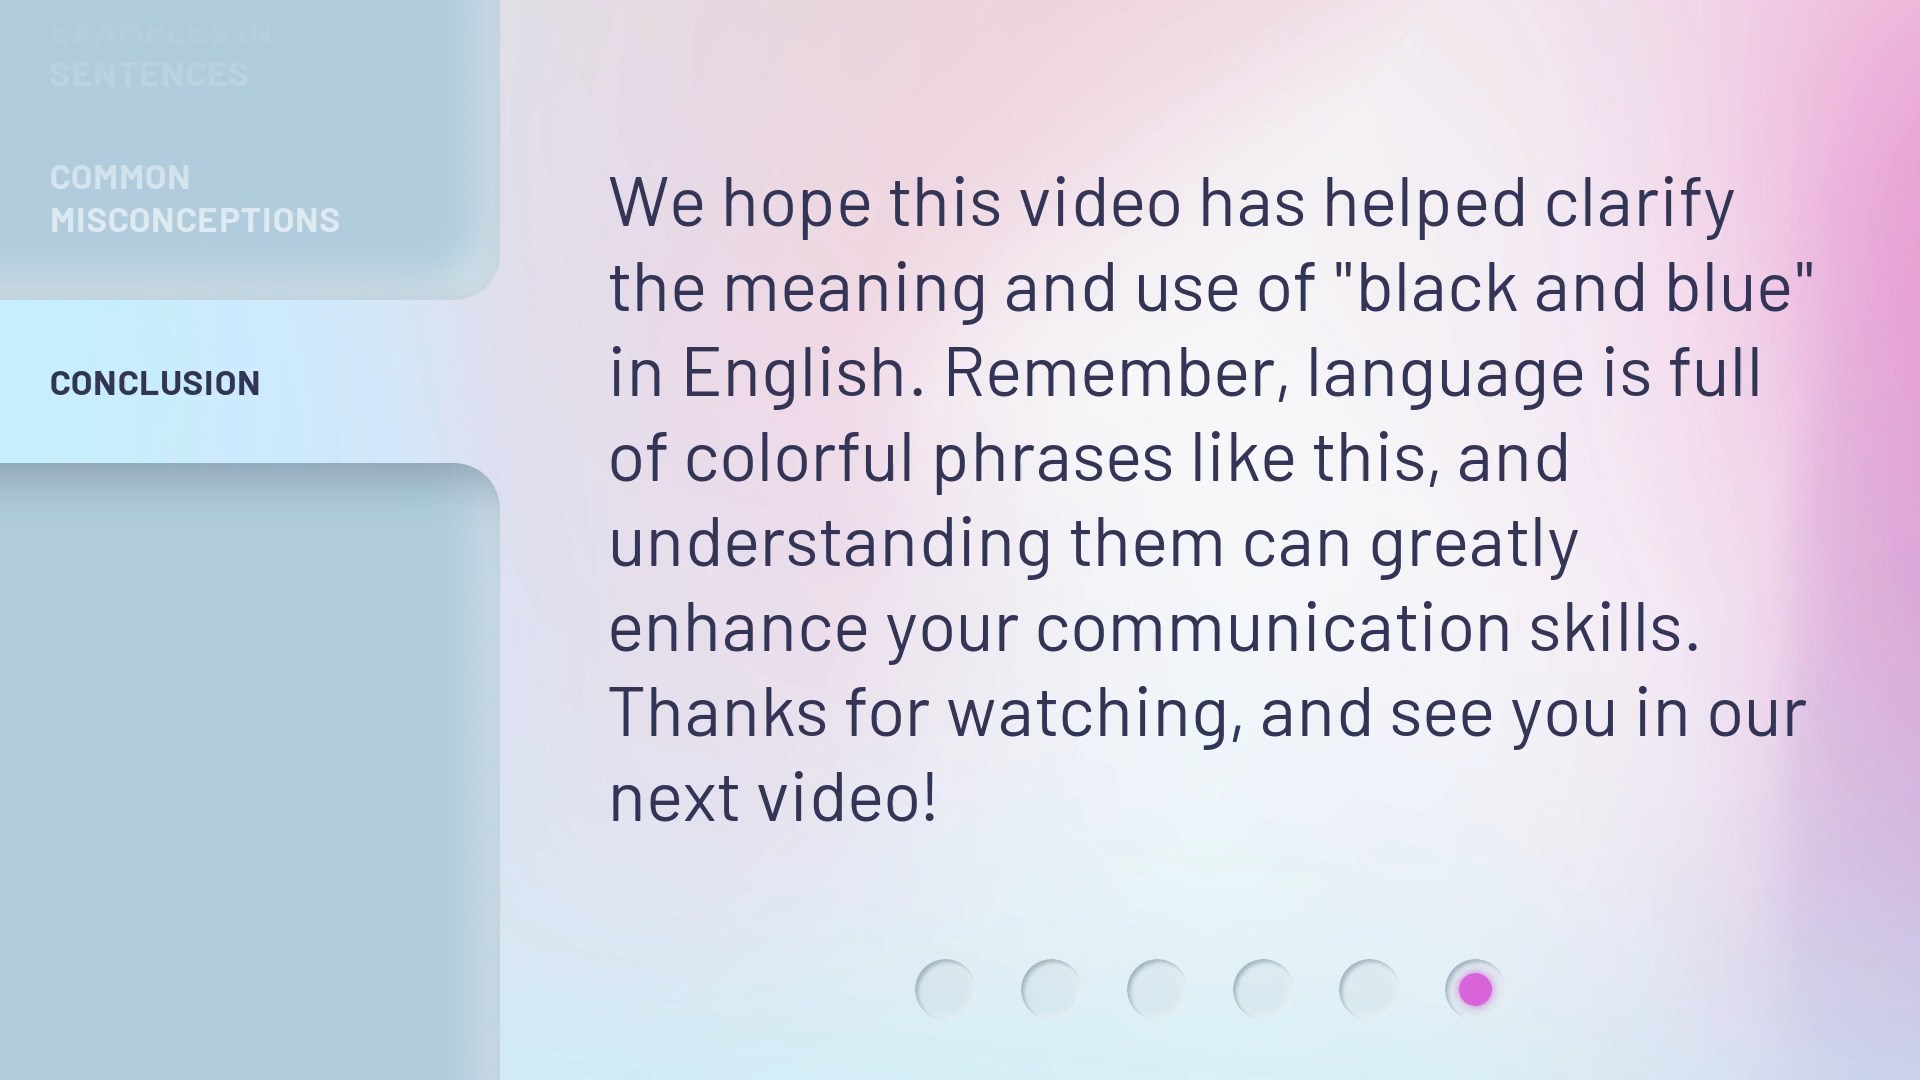 EXAMPLES IN
SENTENCES
COMMON
MISCONCEPTIONS
CONCLUSION
We hope this video has helped clarify
the meaning and use of "black and blue"
in English. Remember, language is full
of colorful phrases like this, and
understanding them can greatly
enhance your communication skills.
Thanks for watching, and see you in our
next video!